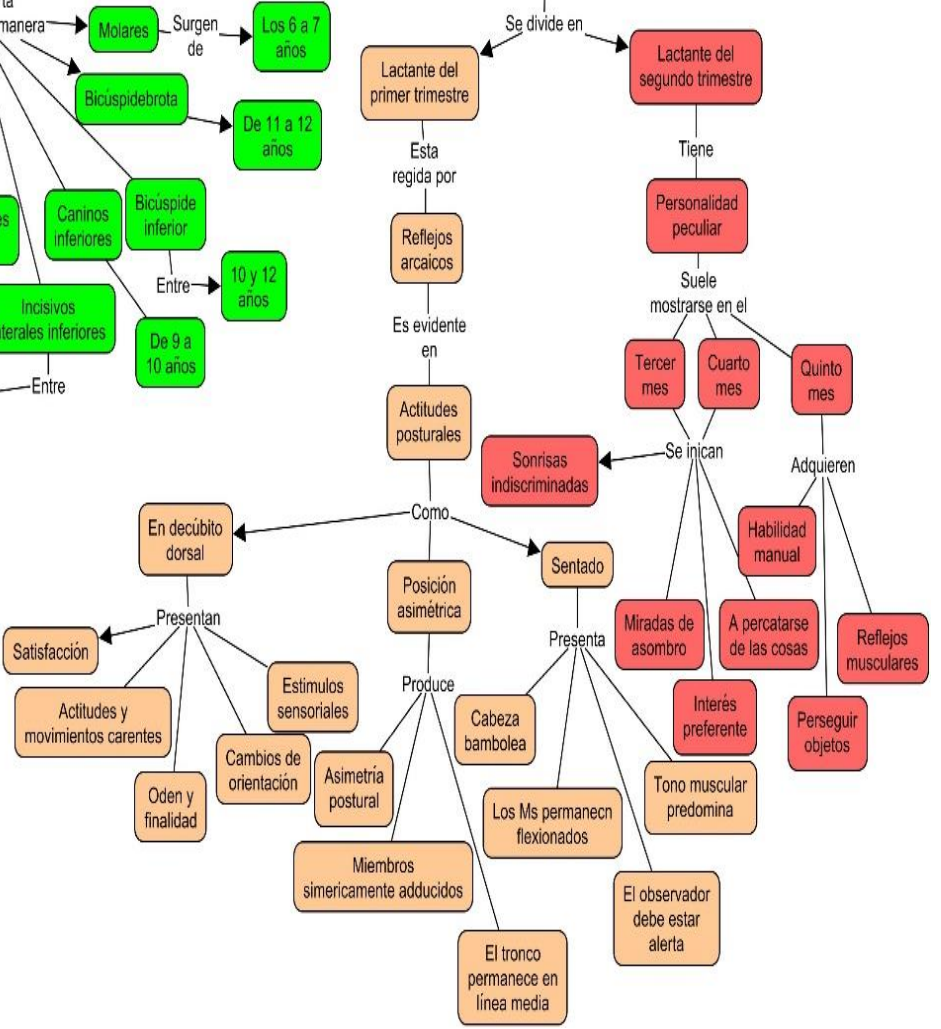 manera
Molares
Surgen
de
Los 6 a 7
años
Bicúspidebrota
De 11 a 12
años
Caninos
inferiores
Bicúspide
inferior
Entre
10 y 12
años
Incisivos
inferiores
De 9 a
10 años
Entre
Se divide en
Lactante del
primer trimestre
Esta
regida por
Reflejos
arcaicos
Es evidente
en
Actitudes
posturales
Como
En decúbito
dorsal
Presentan
Satisfacción
Actitudes y
movimientos carentes
Oden y
finalidad
Cambios de
orientación
Estimulos
sensoriales
Posición
asimétrica
Produce
Asimetría
postural
Miembros
simericamente adducidos
El tronco
permanece en
línea media
Sentado
Presenta
Cabeza
bambolea
Los Ms permanecn
flexionados
El observador
debe estar
alerta
Tono muscular
predomina
Lactante del
segundo trimestre
Tiene
Personalidad
peculiar
Suele
mostrarse en el
Tercer
mes
Cuarto
mes
Quinto
mes
Se inican
Sonrisas
indiscriminadas
Miradas de
asombro
Interés
preferente
A percatarse
de las cosas
Adquieren
Habilidad
manual
Perseguir
objetos
Reflejos
musculares